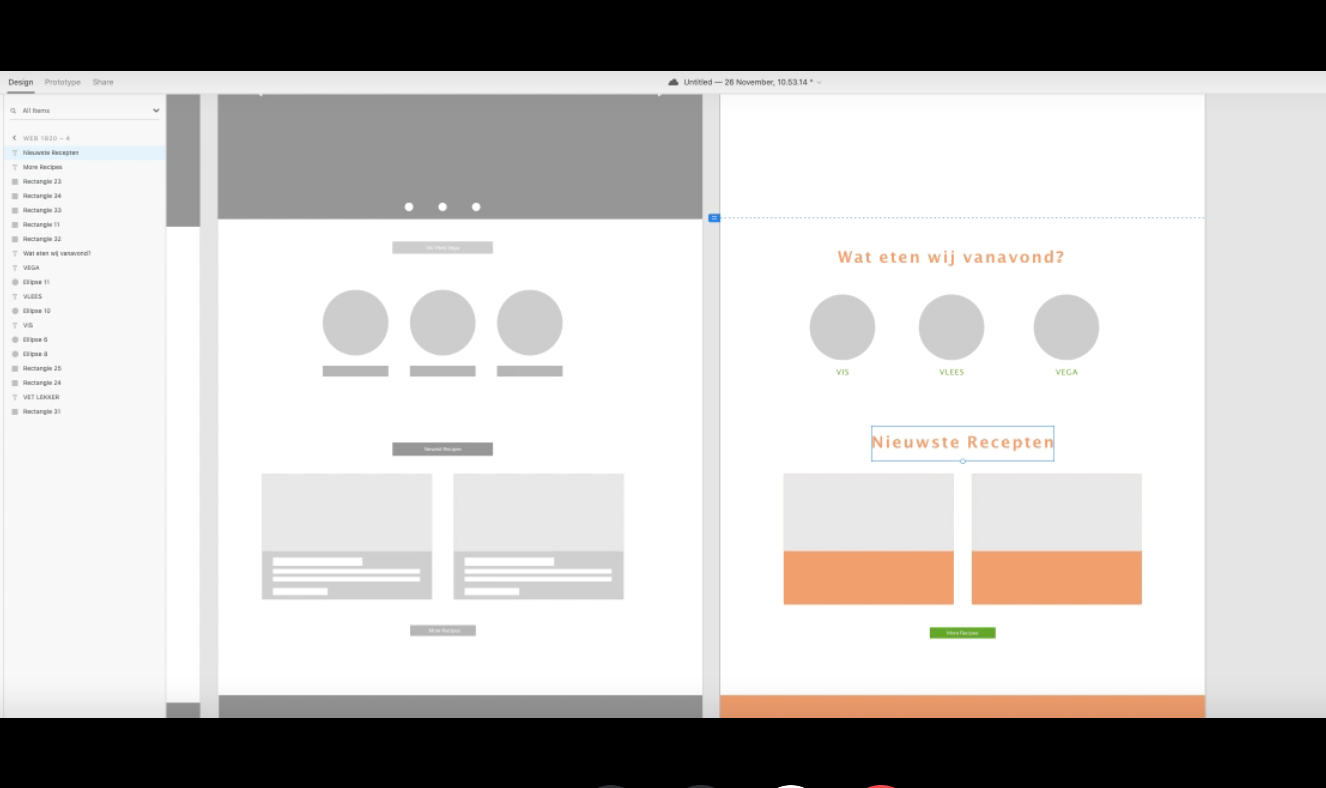 Design Prototype Share
Untitled — 26 November, 10.53.14 *
All Items
WEB 1920 – 4
Nieuwste Recepten
More Recipes
Rectangle 23
Rectangle 34
Rectangle 33
Rectangle 11
Rectangle 32
Wat eten wij vanavond?
VEGA
Ellipse 11
VLEES
Ellipse 10
VIS
Ellipse 6
Ellipse 8
Rectangle 25
Rectangle 24
VET LEKKER
Rectangle 31
Newest Recipes
More Recipes
Wat eten wij vanavond?
VIS VLEES VEGA
Nieuwste Recepten
More Recipes